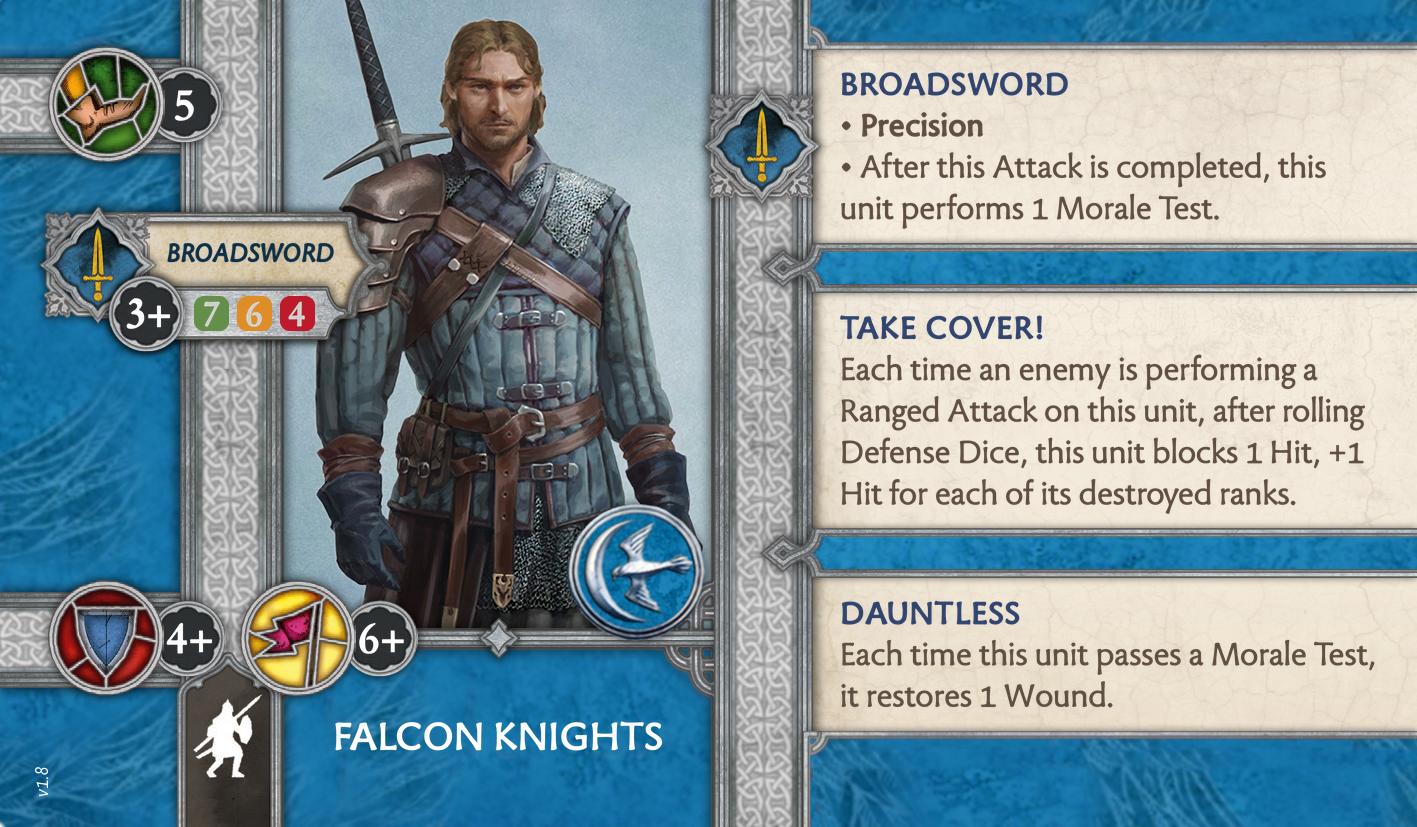 5
BROADSWORD
3+ 7 6 4
4+ 6+
FALCON KNIGHTS
v1.8
BROADSWORD
• Precision
• After this Attack is completed, this
unit performs 1 Morale Test.
TAKE COVER!
Each time an enemy is performing a
Ranged Attack on this unit, after rolling
Defense Dice, this unit blocks 1 Hit, +1
Hit for each of its destroyed ranks.
DAUNTLESS
Each time this unit passes a Morale Test,
it restores 1 Wound.